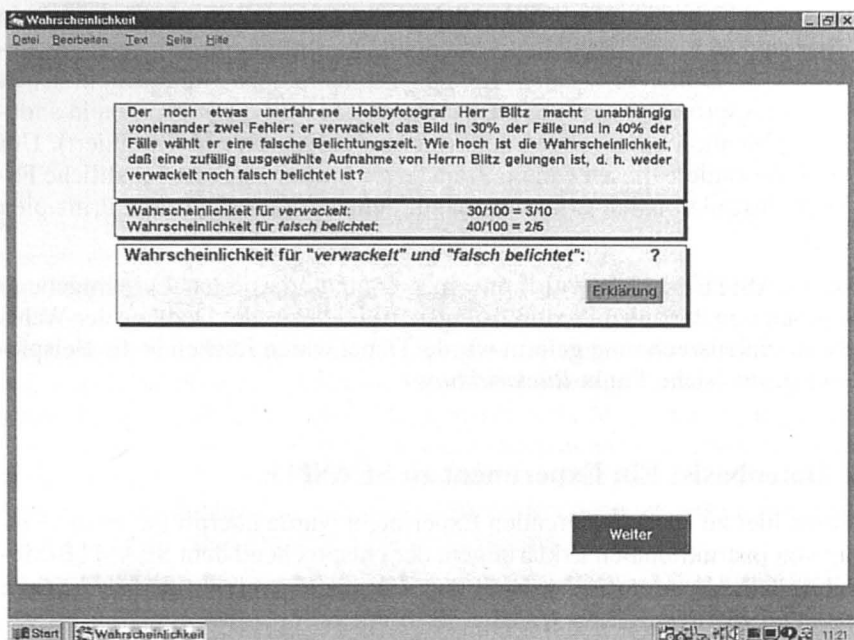 Wahrscheinlichkeit
Datei Bearbeiten Text Seite Hilfe
Der noch etwas unerfahrene Hobbyfotograf Herr Blitz macht unabhängig
voneinander zwei Fehler: er verwackelt das Bild in 30% der Fälle und in 40% der
Fälle wählt er eine falsche Belichtungszeit. Wie hoch ist die Wahrscheinlichkeit,
daß eine zufällig ausgewählte Aufnahme von Herrn Blitz gelungen ist, d. h. weder
verwackelt noch falsch belichtet ist?
Wahrscheinlichkeit für verwackelt: 30/100 = 3/10
Wahrscheinlichkeit für falsch belichtet: 40/100 = 2/5
Wahrscheinlichkeit für "verwackelt" und "falsch belichtet": ?
Erklärung
Weiter
Start Wahrscheinlichkeit 11:21